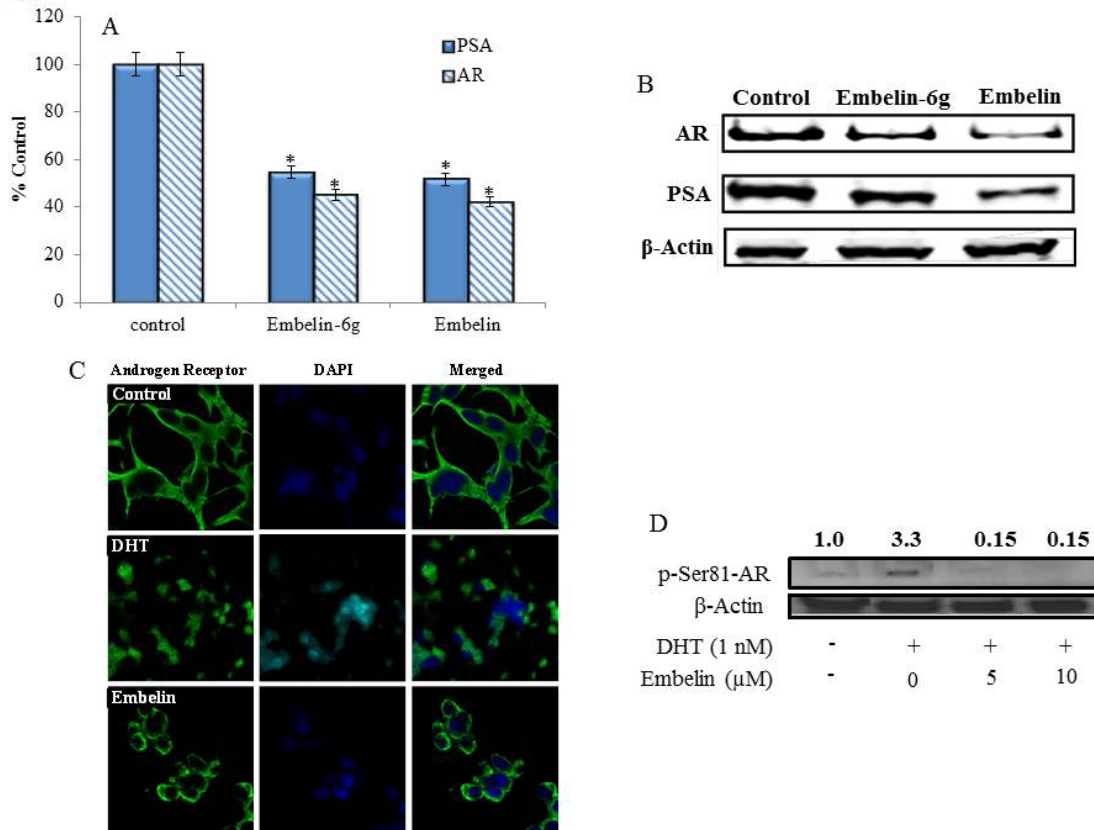 120
A
100
80
60
40
20
0
% Control
PSA
AR
*
*
*
*
control Embelin-6g Embelin
B
Control Embelin-6g Embelin
AR
PSA
β-Actin
C
Androgen Receptor DAPI Merged
Control
DHT
Embelin
D
1.0 3.3 0.15 0.15
p-Ser81-AR
β-Actin
DHT (1 nM) - + + +
Embelin (µM) - 0 5 10